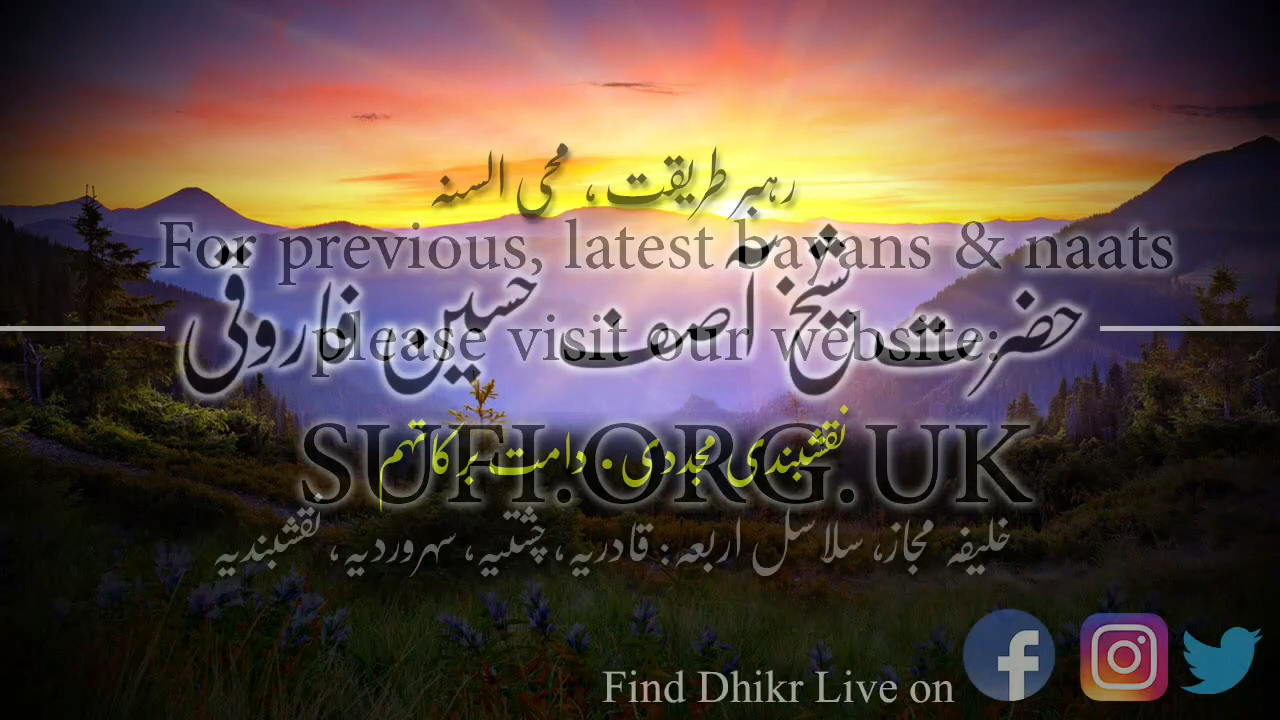 رہبر طریقت، محی السنہ
For previous, latest bayans & naats
حضرت شیخ آصف حسین فاروقی
please visit our website:
نقشبندی مجددی ۰ دامت برکاتہم
SUFI.ORG.UK
خلیفہ مجاز، سلاسل اربعہ: قادریہ، چشتیہ، سہروردیہ، نقشبندیہ
Find Dhikr Live on